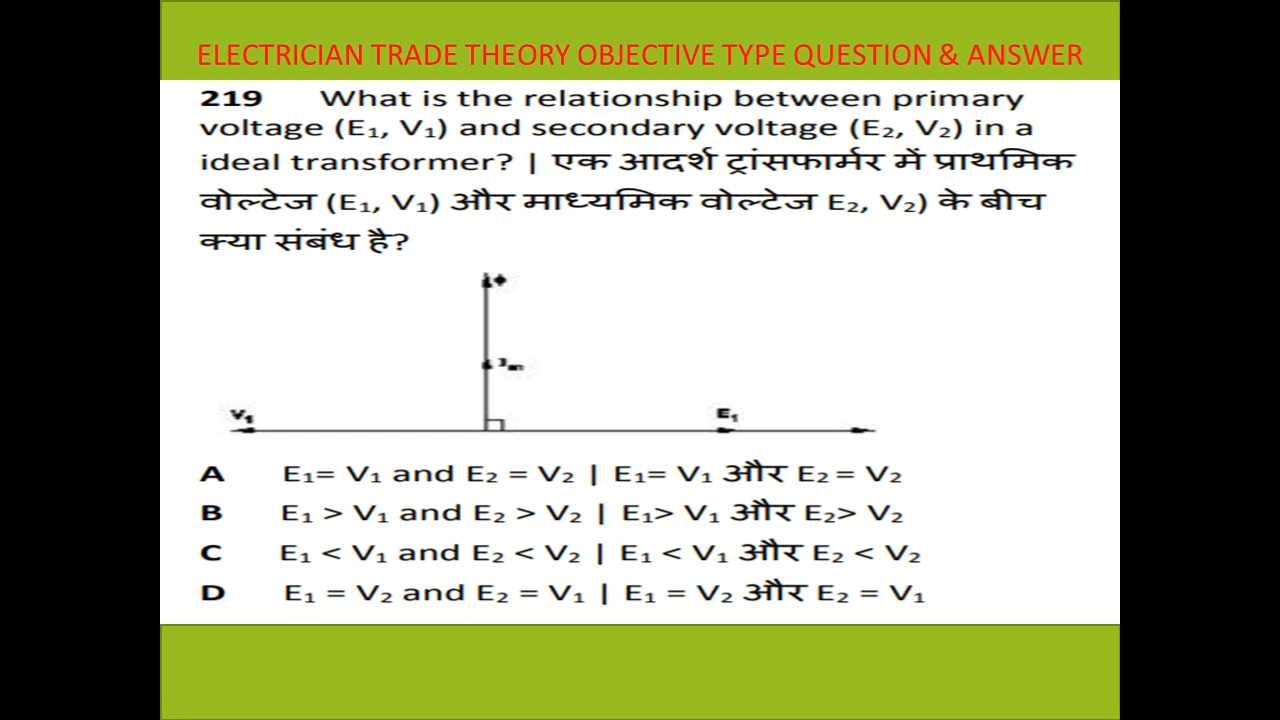 ELECTRICIAN TRADE THEORY OBJECTIVE TYPE QUESTION & ANSWER
219 What is the relationship between primary
voltage (E₁, V₁) and secondary voltage (E₂, V₂) in a
ideal transformer? | एक आदर्श ट्रांसफार्मर में प्राथमिक
वोल्टेज (E₁, V₁) और माध्यमिक वोल्टेज E₂, V₂) के बीच
क्या संबंध है?
Φ
Iₘ
V₁ E₁
A E₁= V₁ and E₂ = V₂ | E₁= V₁ और E₂ = V₂
B E₁ > V₁ and E₂ > V₂ | E₁> V₁ और E₂> V₂
C E₁ < V₁ and E₂ < V₂ | E₁ < V₁ और E₂ < V₂
D E₁ = V₂ and E₂ = V₁ | E₁ = V₂ और E₂ = V₁